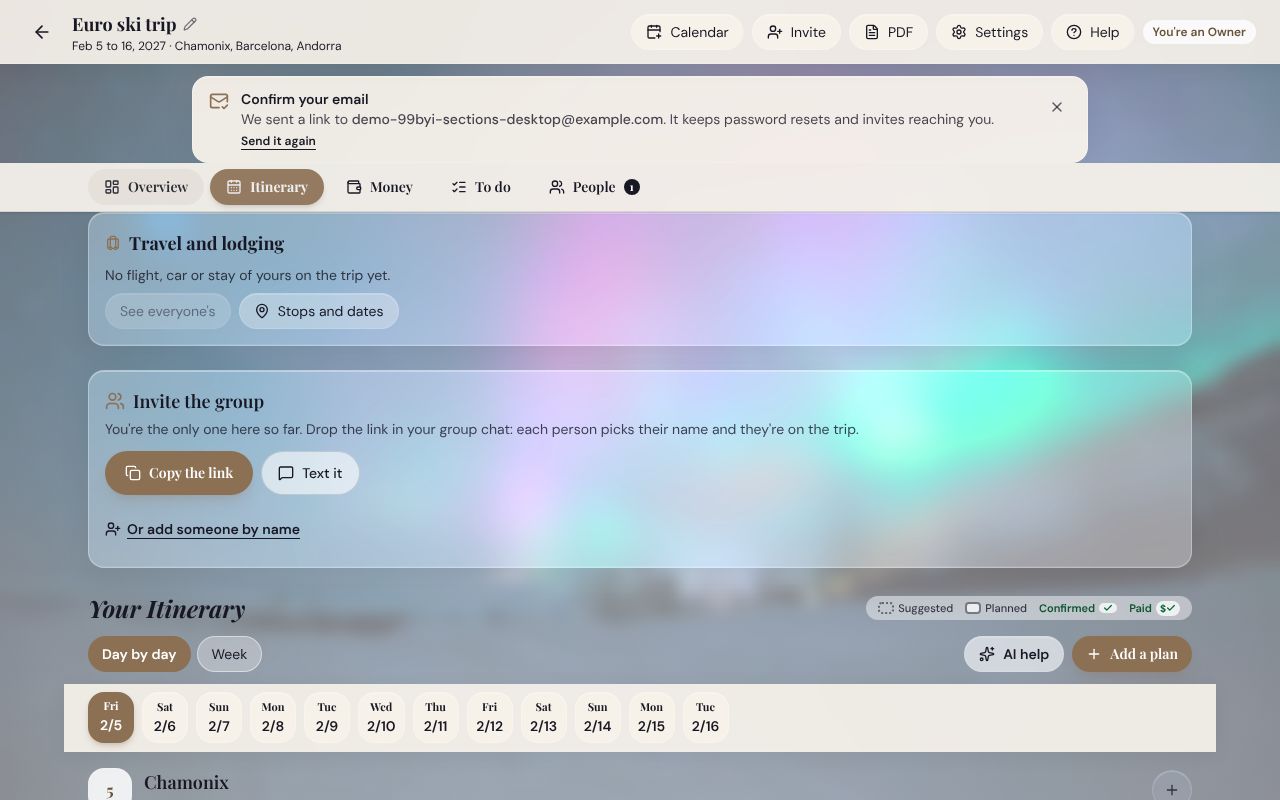 Euro ski trip
Feb 5 to 16, 2027 · Chamonix, Barcelona, Andorra
Calendar
Invite
PDF
Settings
Help
You're an Owner
Confirm your email
We sent a link to demo-99byi-sections-desktop@example.com. It keeps password resets and invites reaching you.
Send it again
Overview
Itinerary
Money
To do
People 1
Travel and lodging
No flight, car or stay of yours on the trip yet.
See everyone's
Stops and dates
Invite the group
You're the only one here so far. Drop the link in your group chat: each person picks their name and they're on the trip.
Copy the link
Text it
Or add someone by name
Your Itinerary
Suggested
Planned
Confirmed
Paid $
Day by day
Week
AI help
Add a plan
Fri 2/5
Sat 2/6
Sun 2/7
Mon 2/8
Tue 2/9
Wed 2/10
Thu 2/11
Fri 2/12
Sat 2/13
Sun 2/14
Mon 2/15
Tue 2/16
5
Chamonix